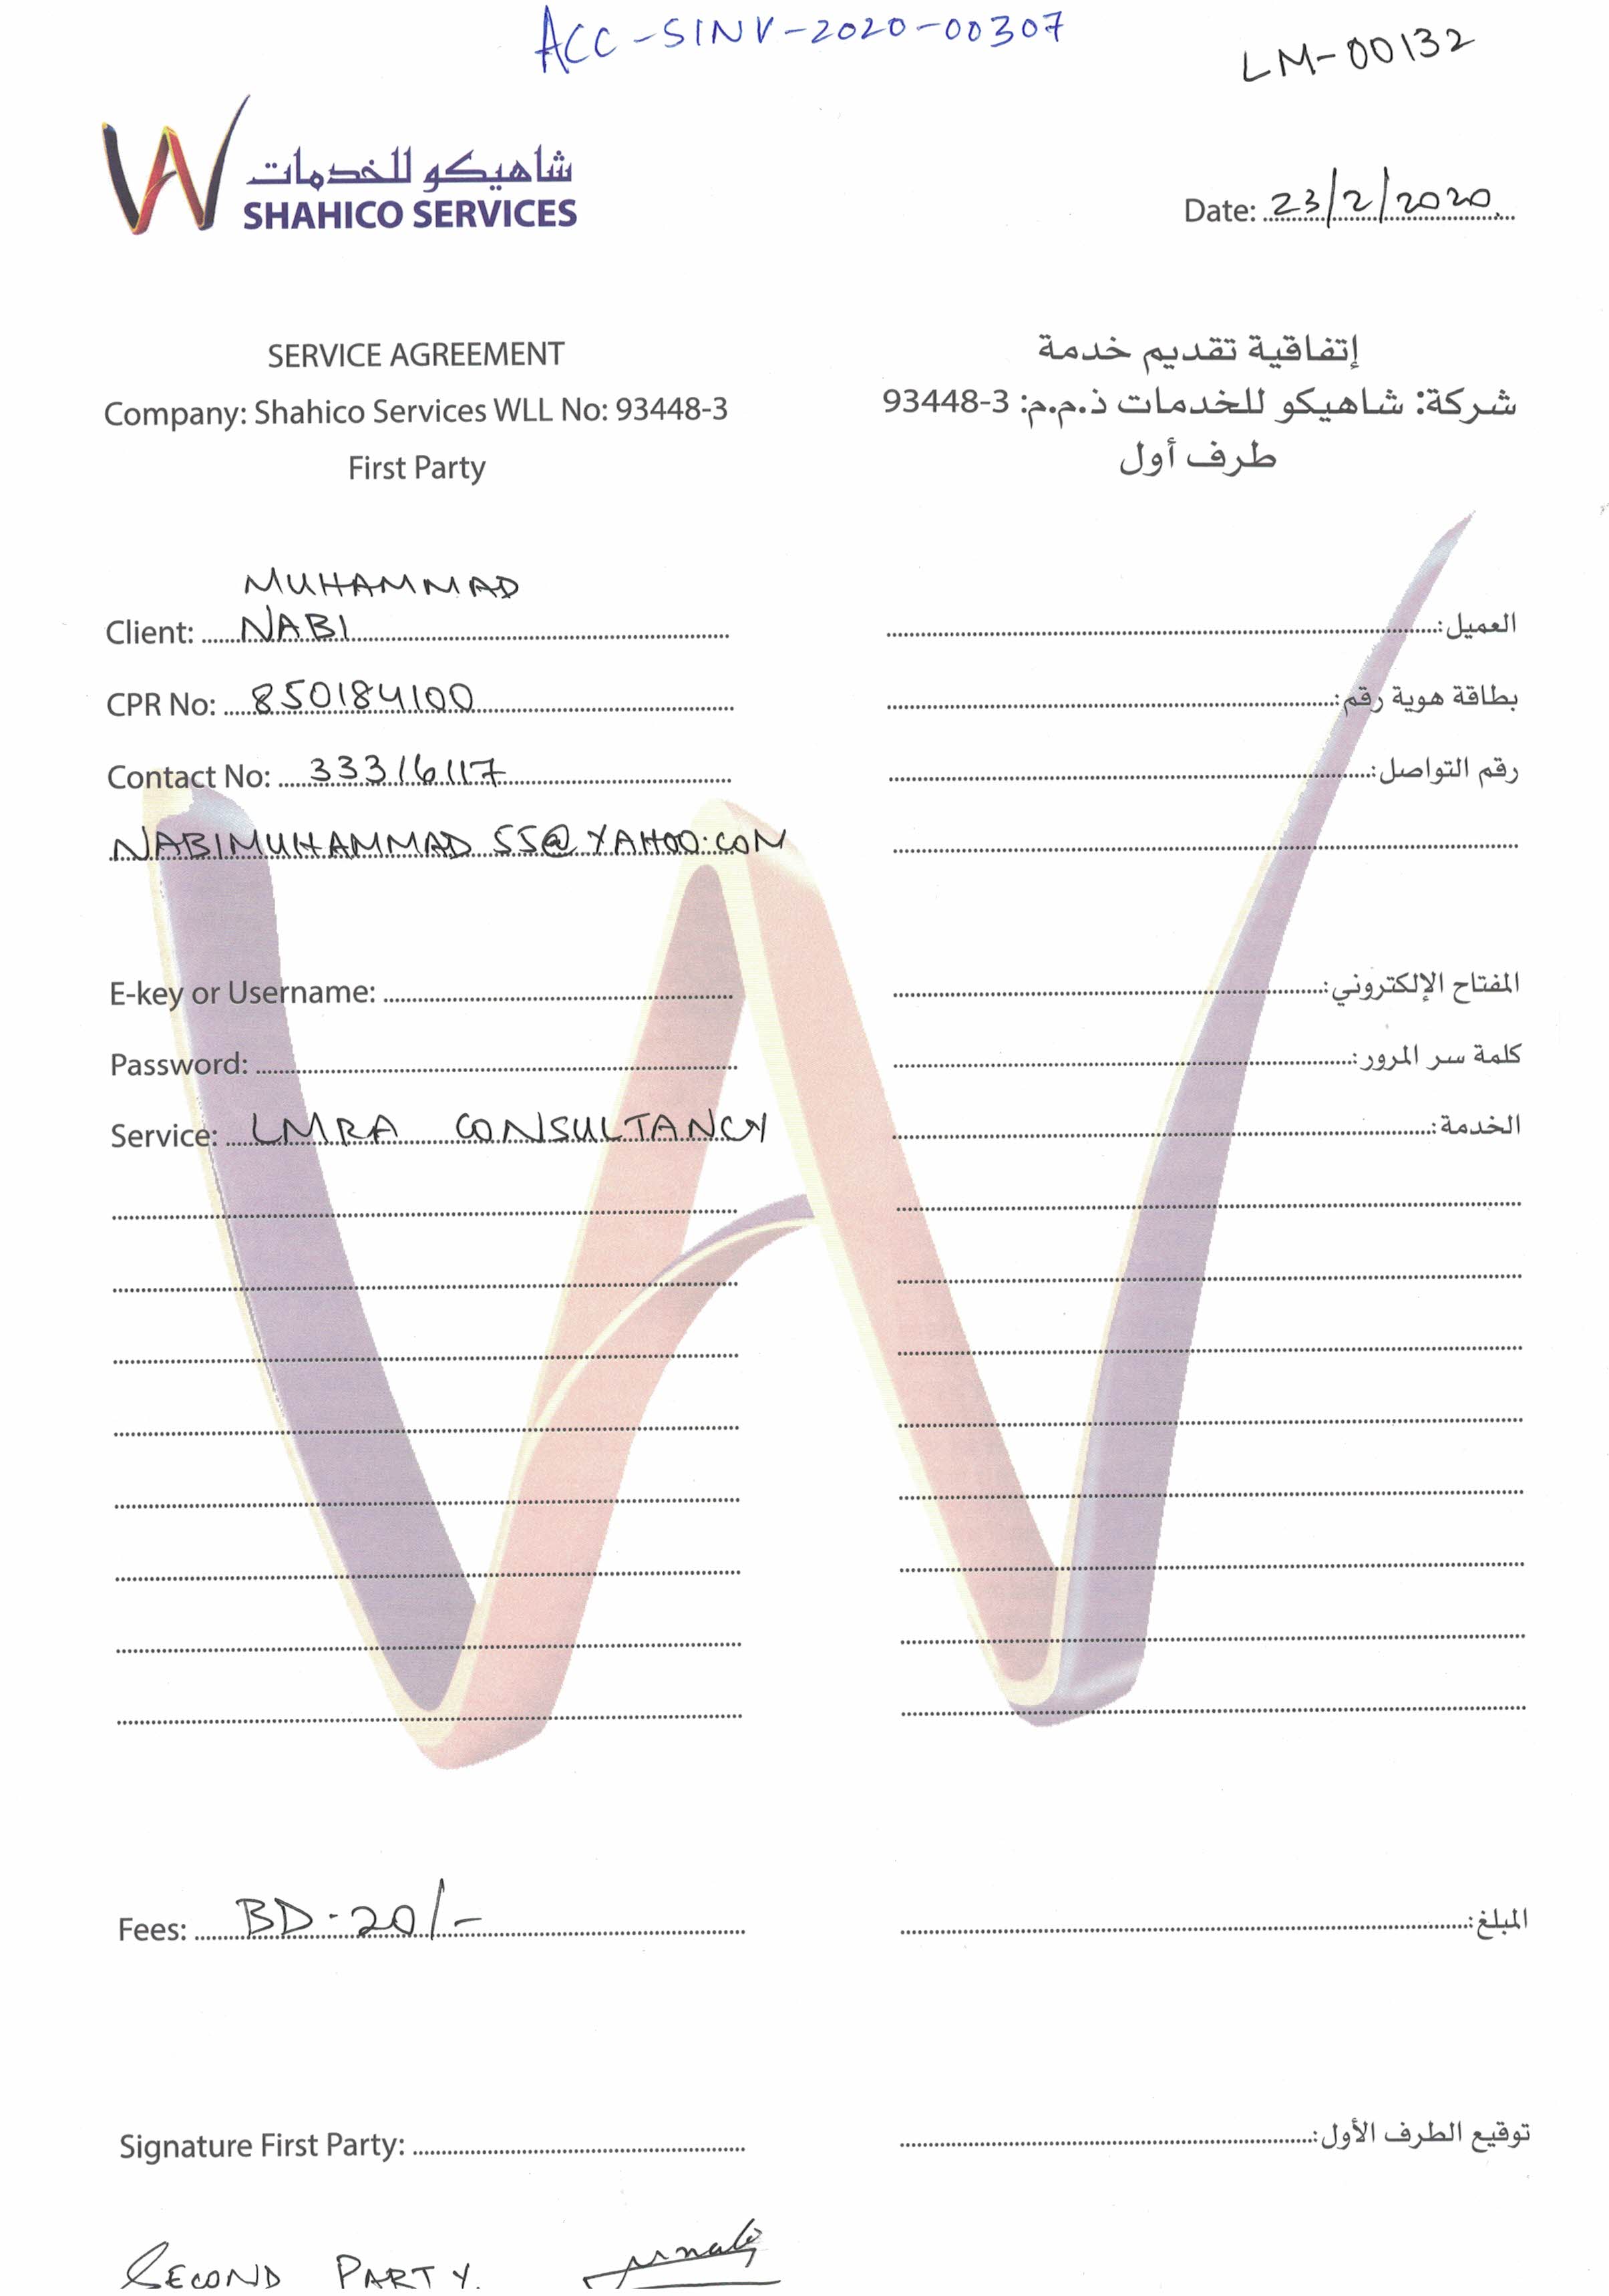 ACC-SINV-2020-00307
LM-00132
شاهيكو للخدمات
SHAHICO SERVICES
Date: 23/2/2020
SERVICE AGREEMENT
إتفاقية تقديم خدمة
Company: Shahico Services WLL No: 93448-3
شركة: شاهيكو للخدمات ذ.م.م: 3-93448
First Party
طرف أول
MUHAMMAD
Client: NABI
العميل:
CPR No: 850184100
بطاقة هوية رقم:
Contact No: 33316117
رقم التواصل:
NABIMUHAMMAD 55@YAHOO.COM
E-key or Username:
المفتاح الإلكتروني:
Password:
كلمة سر المرور:
Service: LMRA CONSULTANCY
الخدمة:
Fees: BD.20/-
المبلغ:
Signature First Party:
توقيع الطرف الأول:
SECOND PARTY.